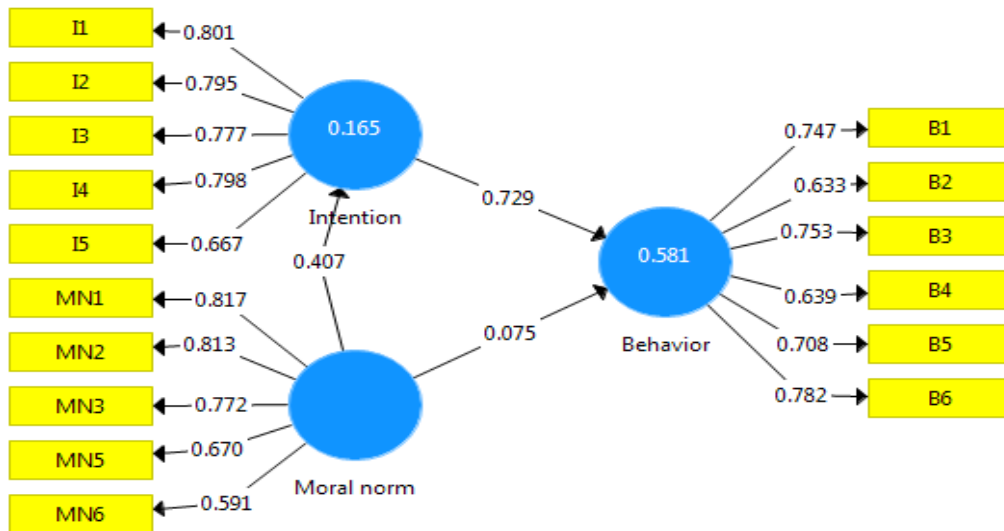 I1
0.801
I2
0.795
I3
0.777
I4
0.798
I5
0.667
0.165
Intention
0.407
MN1
0.817
MN2
0.813
MN3
0.772
MN5
0.670
MN6
0.591
Moral norm
0.729
0.075
0.581
Behavior
0.747
B1
0.633
B2
0.753
B3
0.639
B4
0.708
B5
0.782
B6